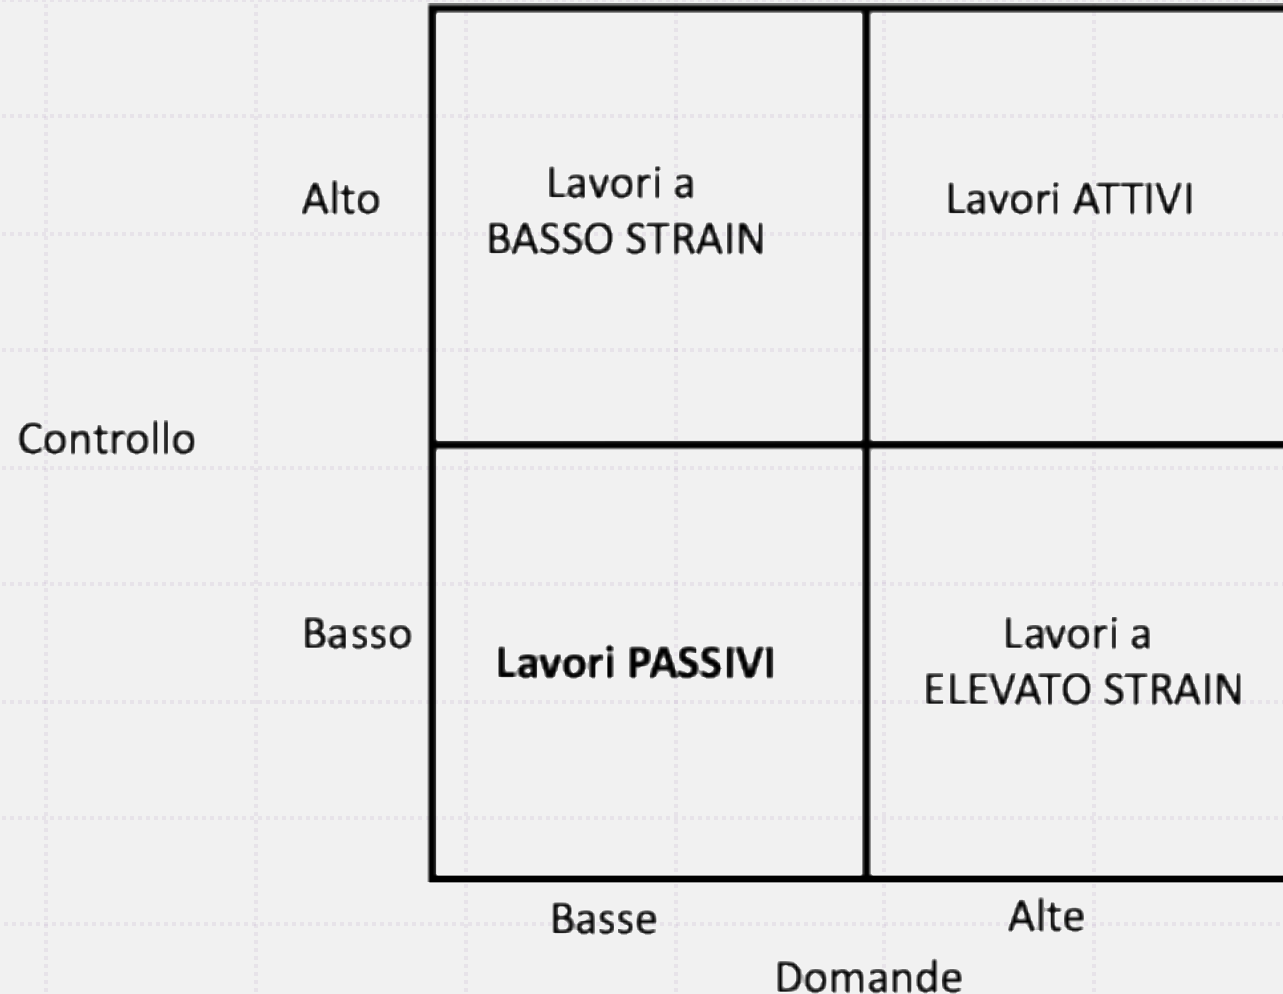 Alto
Lavori a
BASSO STRAIN
Lavori ATTIVI
Controllo
Basso
Lavori PASSIVI
Lavori a
ELEVATO STRAIN
Basse
Alte
Domande